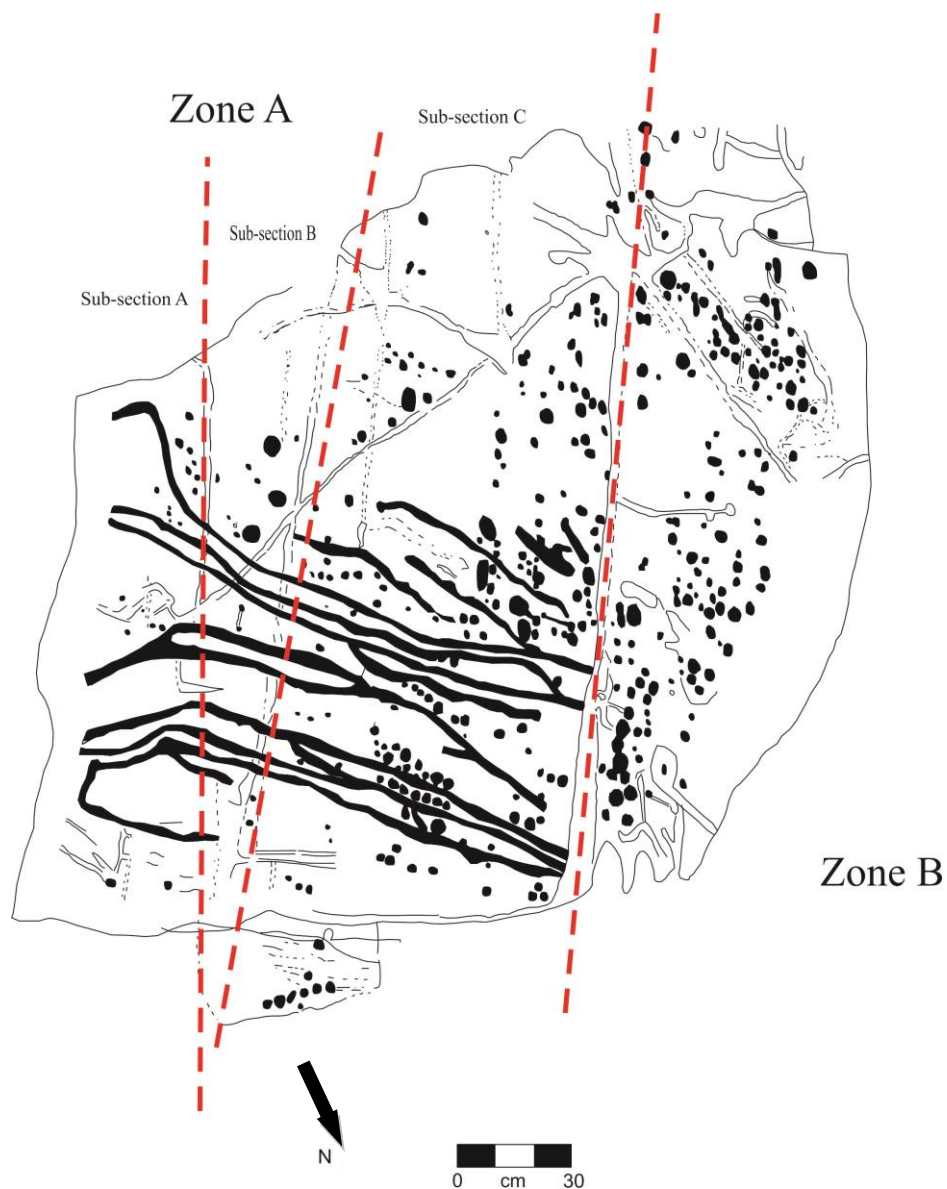 Zone A
Sub-section C
Sub-section B
Sub-section A
Zone B
N
0 cm 30